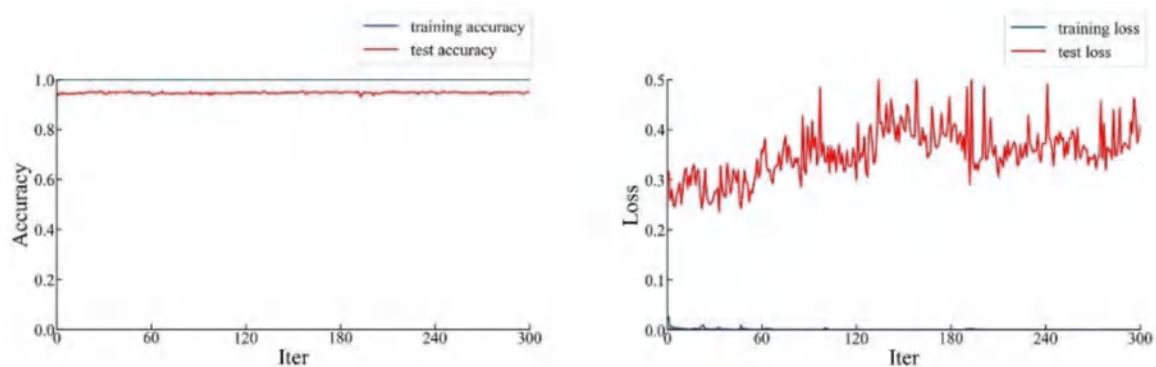 training accuracy
test accuracy
1.0
0.8
0.6
0.4
0.2
0.0
Accuracy
0 60 120 180 240 300
Iter
training loss
test loss
0.5
0.4
0.3
0.2
0.1
0.0
Loss
0 60 120 180 240 300
Iter